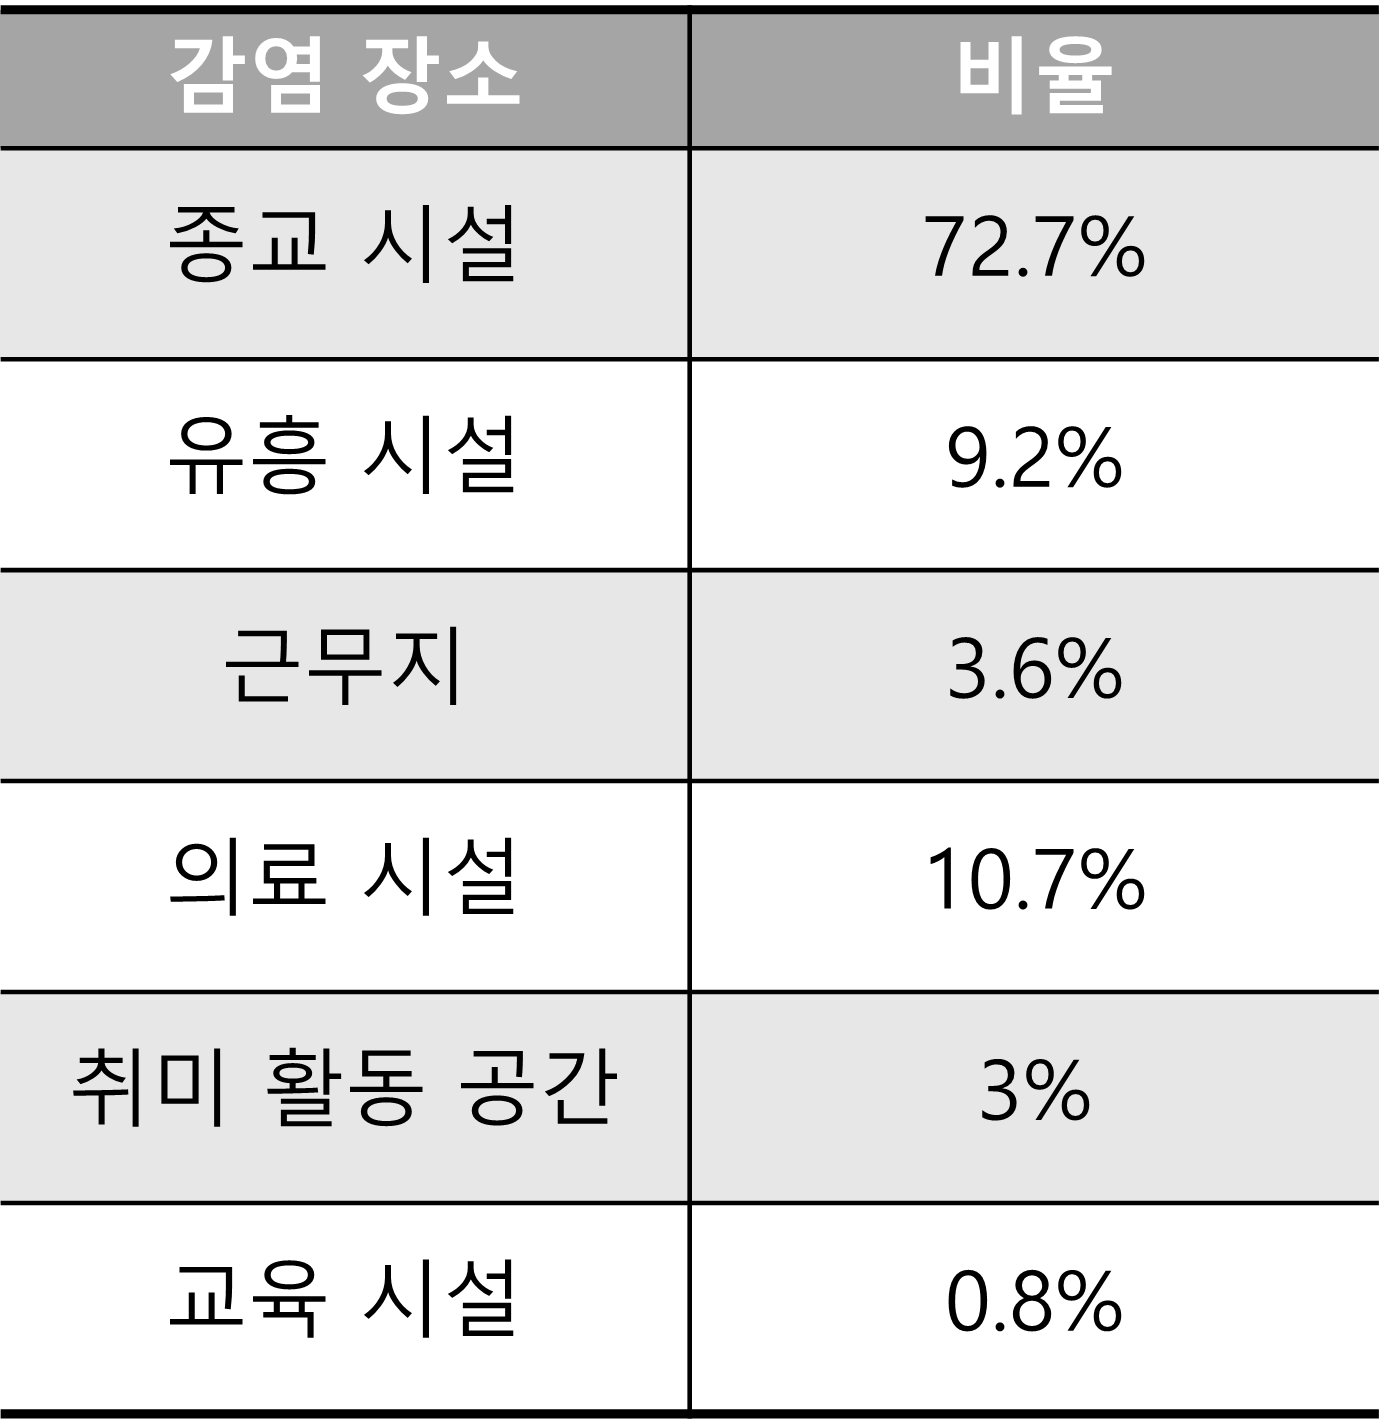 감염 장소 비율
종교 시설 72.7%
유흥 시설 9.2%
근무지 3.6%
의료 시설 10.7%
취미 활동 공간 3%
교육 시설 0.8%